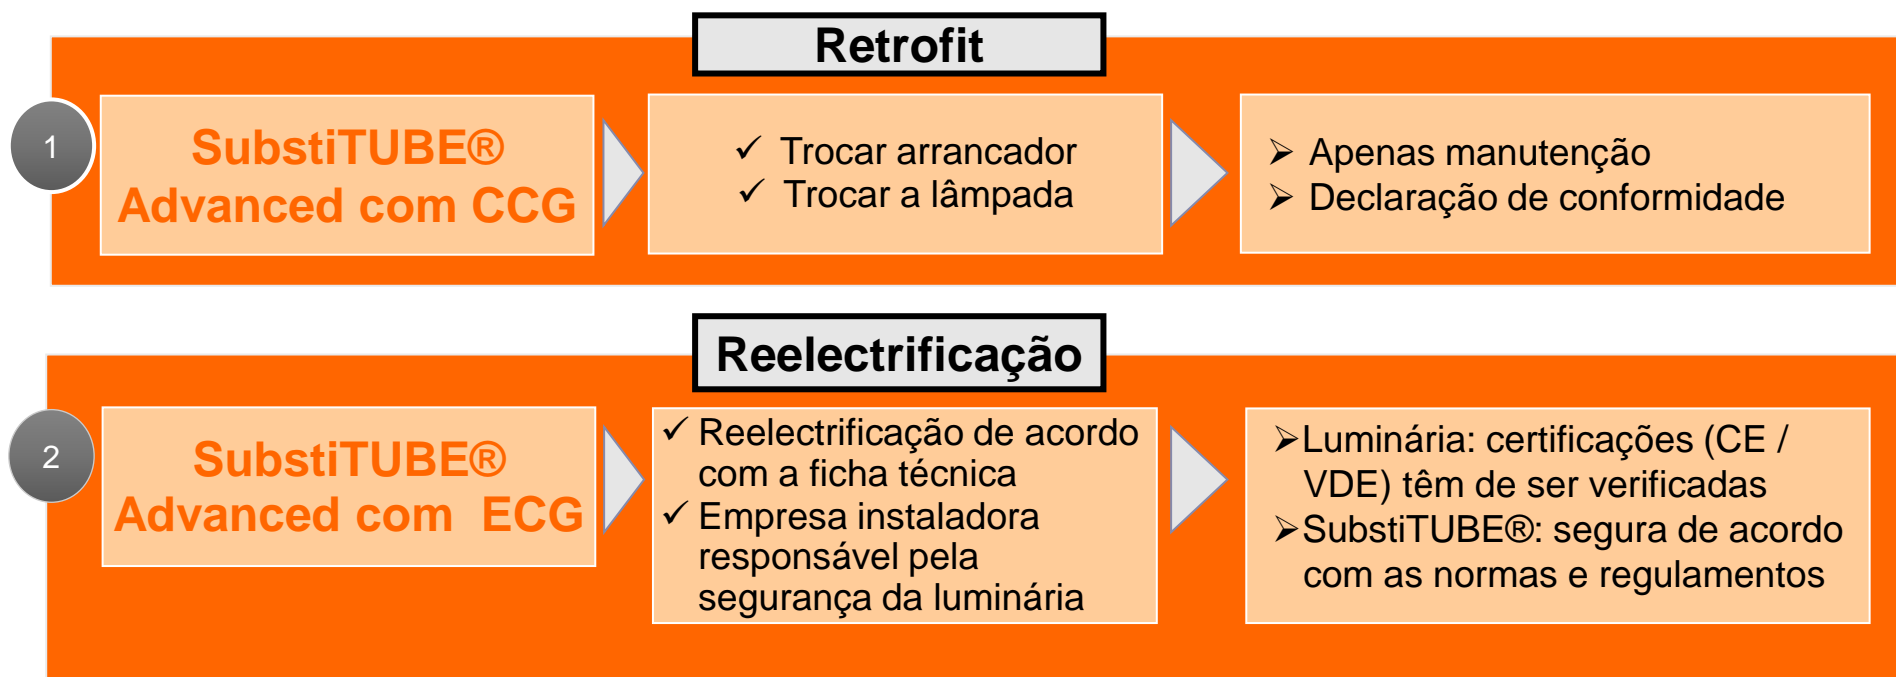 Retrofit
1
SubstiTUBE®
Advanced com CCG
✓ Trocar arrancador
✓ Trocar a lâmpada
➢ Apenas manutenção
➢ Declaração de conformidade
Reelectrificação
2
SubstiTUBE®
Advanced com ECG
✓ Reelectrificação de acordo
com a ficha técnica
✓ Empresa instaladora
responsável pela
segurança da luminária
➢Luminária: certificações (CE /
VDE) têm de ser verificadas
➢SubstiTUBE®: segura de acordo
com as normas e regulamentos